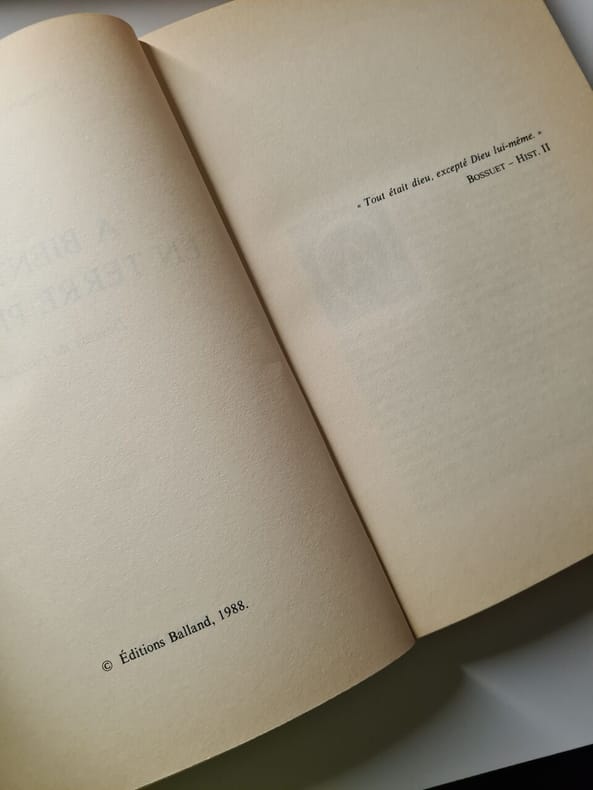 © Éditions Balland, 1988.
« Tout était dieu, excepté Dieu lui-même. »
BOSSUET – HIST. II